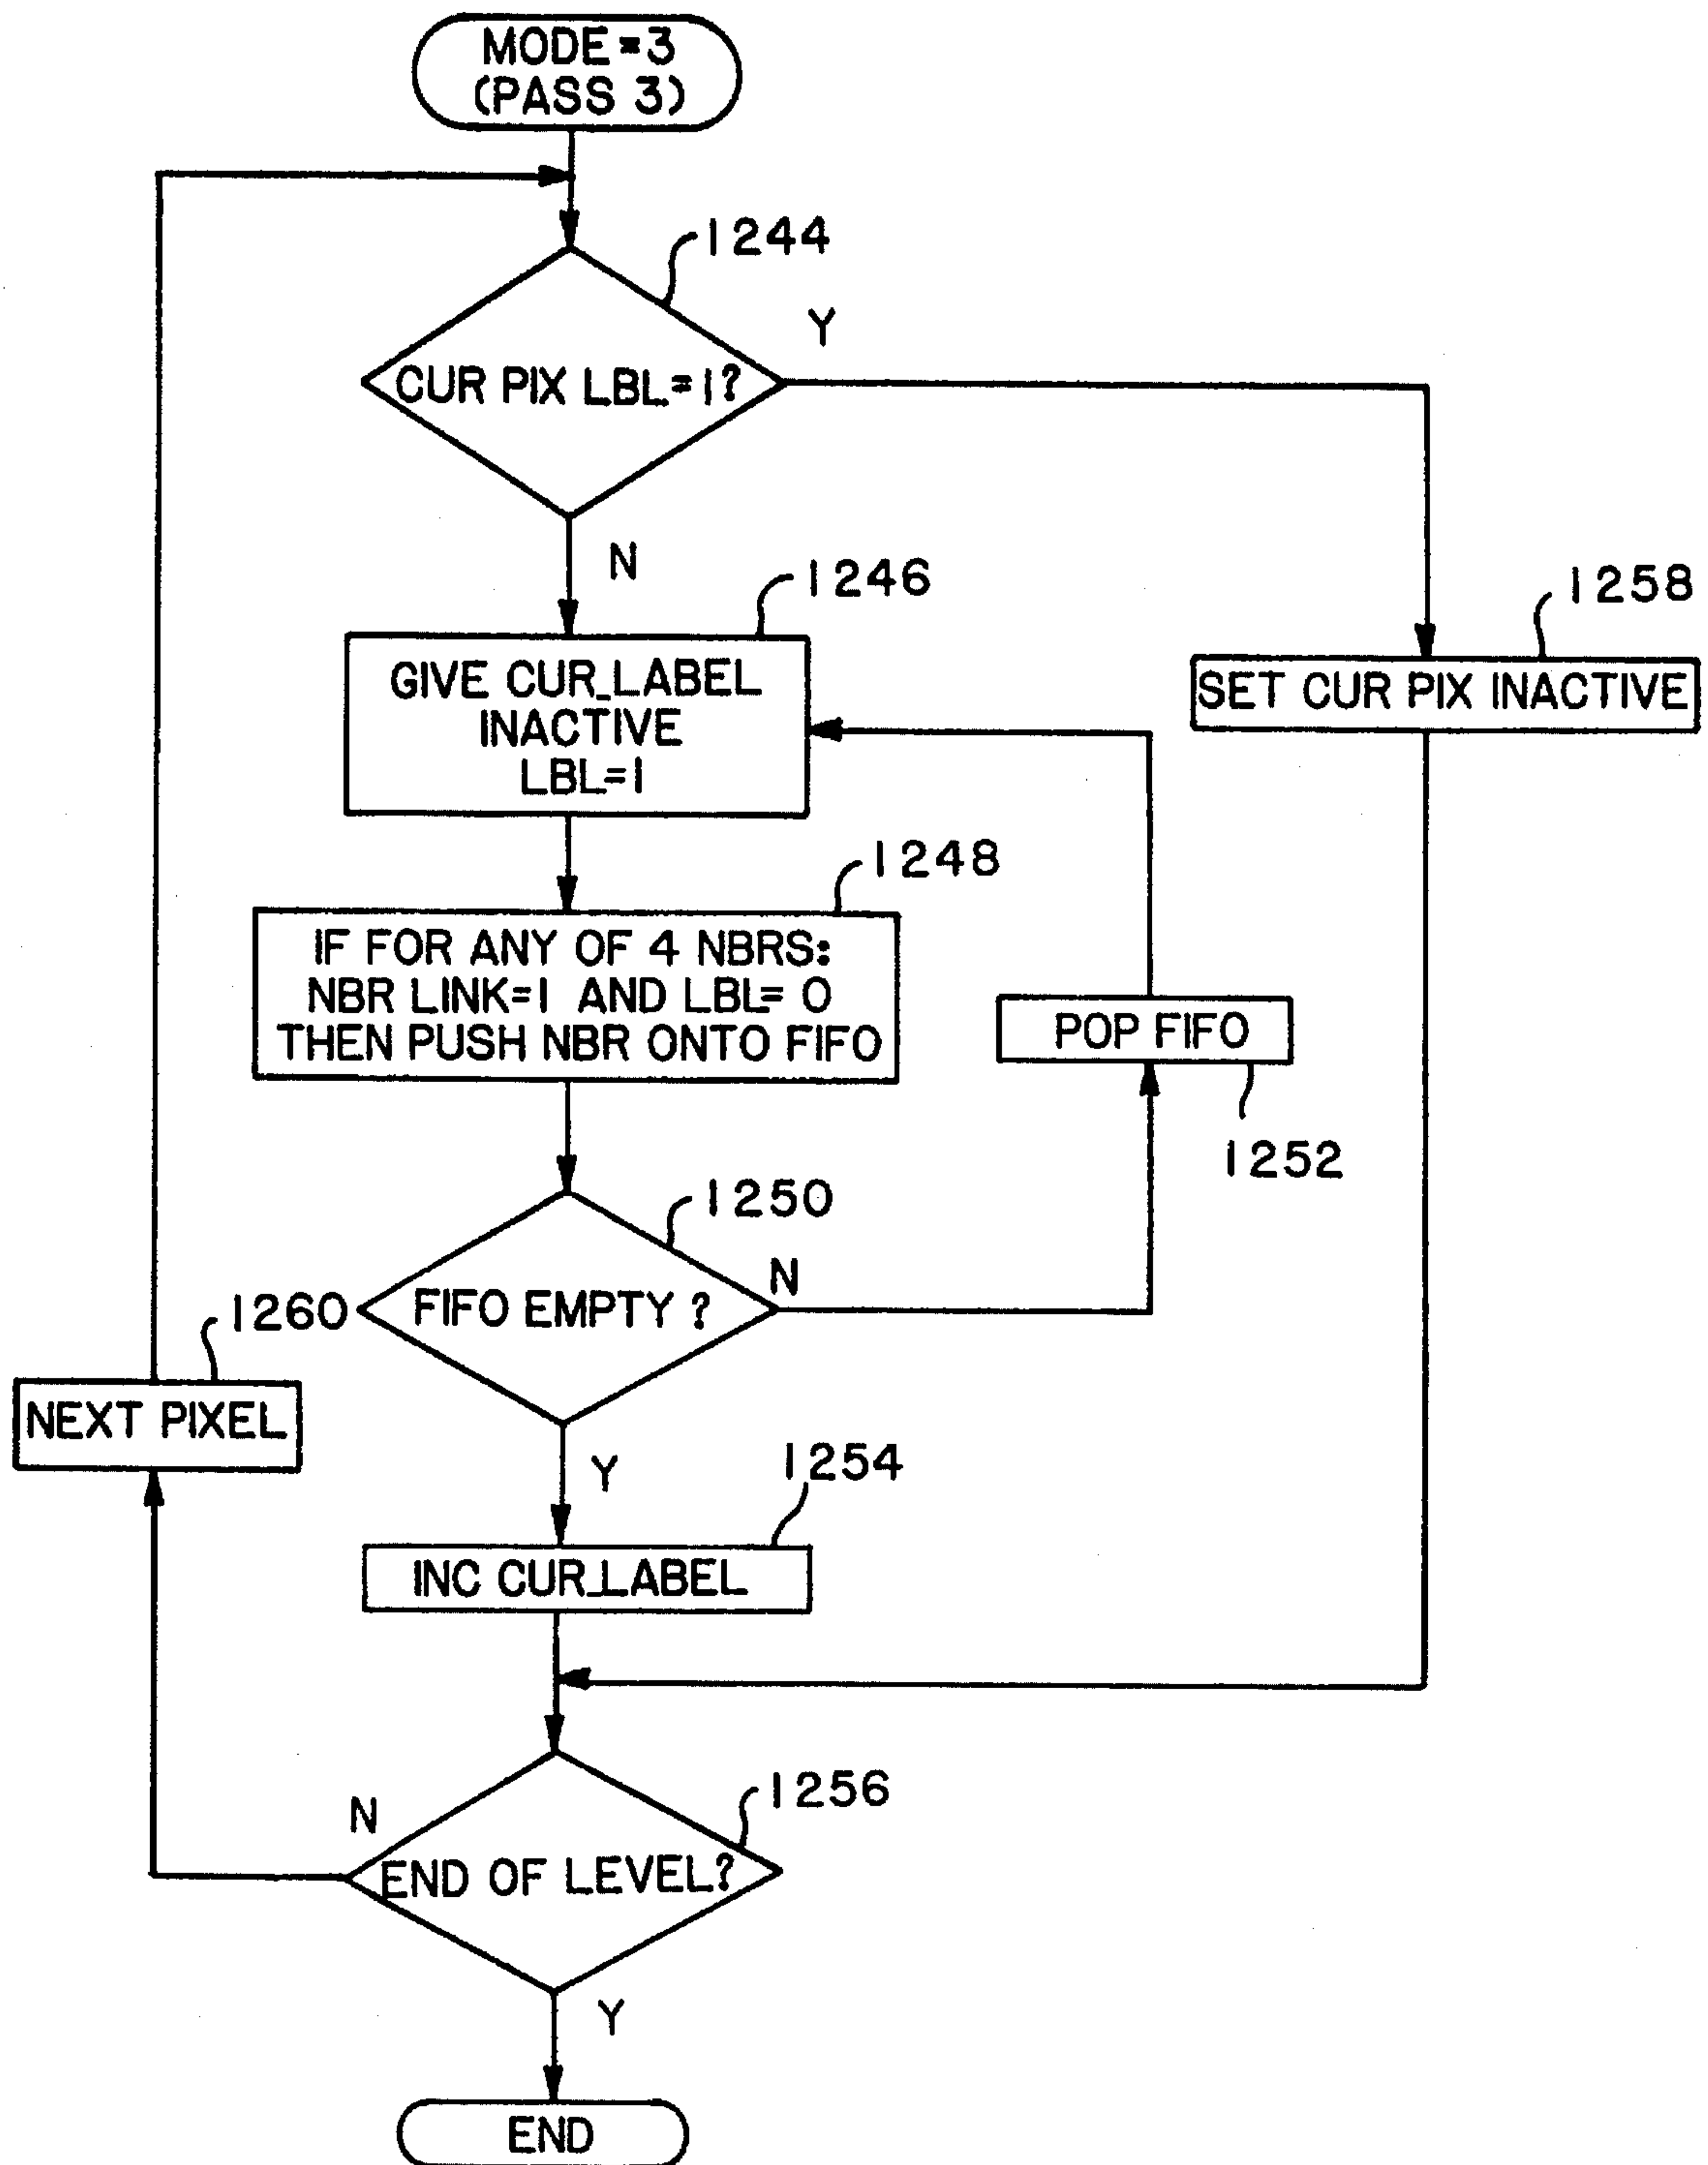 MODE=3
(PASS 3)
1244
Y
CUR PIX LBL=1?
N
1246
1258
GIVE CUR_LABEL
INACTIVE
LBL=1
SET CUR PIX INACTIVE
1248
IF FOR ANY OF 4 NBRS:
NBR LINK=1 AND LBL=0
THEN PUSH NBR ONTO FIFO
POP FIFO
1252
1250
N
FIFO EMPTY ?
1260
NEXT PIXEL
Y
1254
INC CUR_LABEL
1256
N
END OF LEVEL?
Y
END